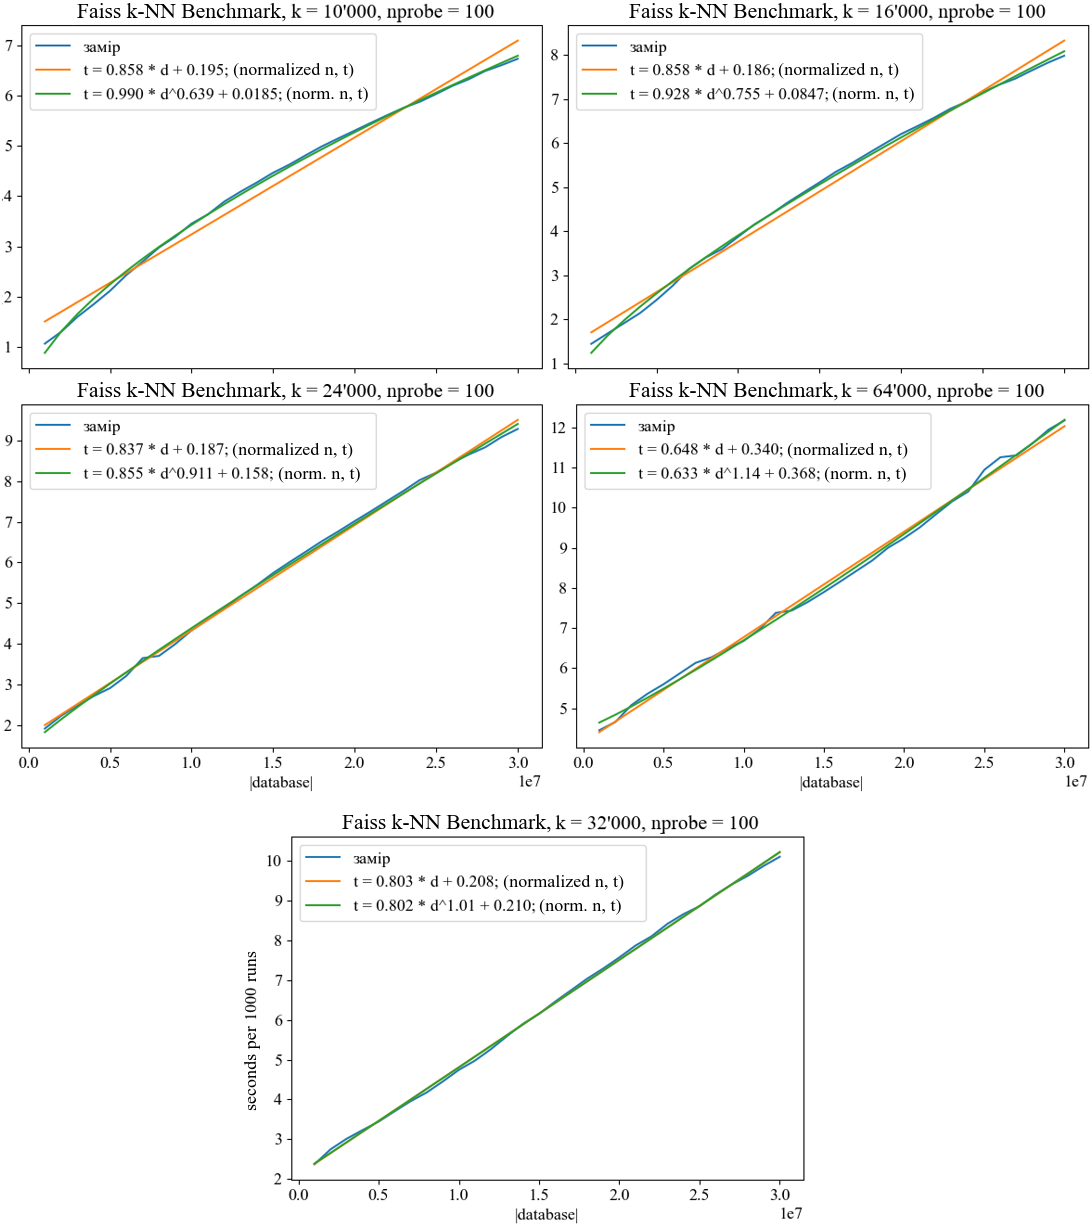 Faiss k-NN Benchmark, k = 10'000, nprobe = 100
замір
t = 0.858 * d + 0.195; (normalized n, t)
t = 0.990 * d^0.639 + 0.0185; (norm. n, t)
7
6
5
4
3
2
1
Faiss k-NN Benchmark, k = 16'000, nprobe = 100
замір
t = 0.858 * d + 0.186; (normalized n, t)
t = 0.928 * d^0.755 + 0.0847; (norm. n, t)
8
7
6
5
4
3
2
1
Faiss k-NN Benchmark, k = 24'000, nprobe = 100
замір
t = 0.837 * d + 0.187; (normalized n, t)
t = 0.855 * d^0.911 + 0.158; (norm. n, t)
9
8
7
6
5
4
3
2
0.0 0.5 1.0 1.5 2.0 2.5 3.0
|database|
1e7
Faiss k-NN Benchmark, k = 64'000, nprobe = 100
замір
t = 0.648 * d + 0.340; (normalized n, t)
t = 0.633 * d^1.14 + 0.368; (norm. n, t)
12
11
10
9
8
7
6
5
0.0 0.5 1.0 1.5 2.0 2.5 3.0
|database|
1e7
Faiss k-NN Benchmark, k = 32'000, nprobe = 100
замір
t = 0.803 * d + 0.208; (normalized n, t)
t = 0.802 * d^1.01 + 0.210; (norm. n, t)
seconds per 1000 runs
10
9
8
7
6
5
4
3
2
0.0 0.5 1.0 1.5 2.0 2.5 3.0
|database|
1e7